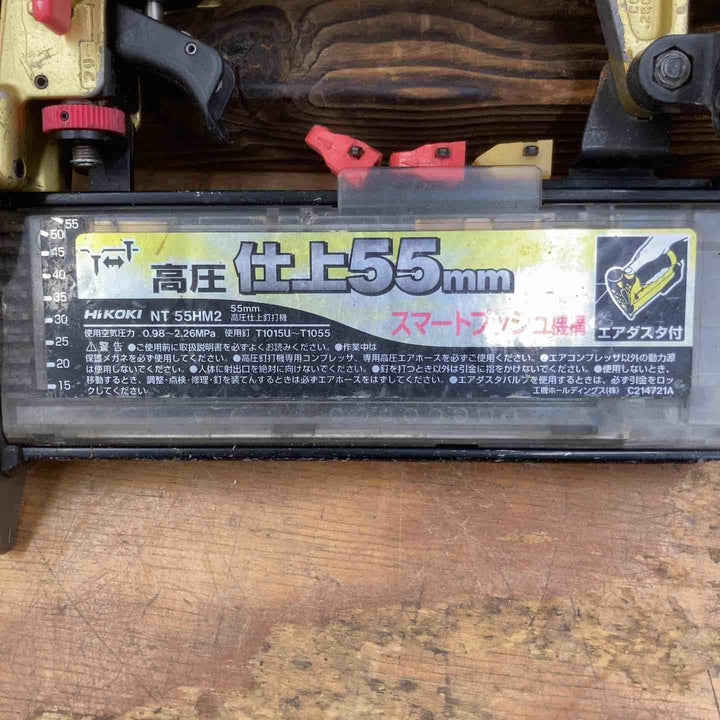 55
50
45
40
35
30
25
20
15
高圧 仕上55mm
HiKOKI NT 55HM2 55mm 高圧仕上釘打機
スマートプッシュ機構
エアダスタ付
使用空気圧力 0.98~2.26MPa 使用釘 T1015U~T1055
⚠警告 ●ご使用前に取扱説明書を必ずよくお読みください。●作業中は
保護メガネを必ず使用してください。●高圧釘打機専用コンプレッサ、専用高圧エアホースを必ずご使用ください。●エアコンプレッサ以外の動力源
は使用しないでください。●人体に射出口を絶対に向けないでください。●釘を打つとき以外は引金に指をかけないでください。●使用しないとき、
移動するとき、調整・点検・修理・釘を装てんするときは必ずエアホースをはずしてください。●エアダスタバルブを使用するときは、必ず引金をロッ
クしてください。
工機ホールディングス(株) C214721A